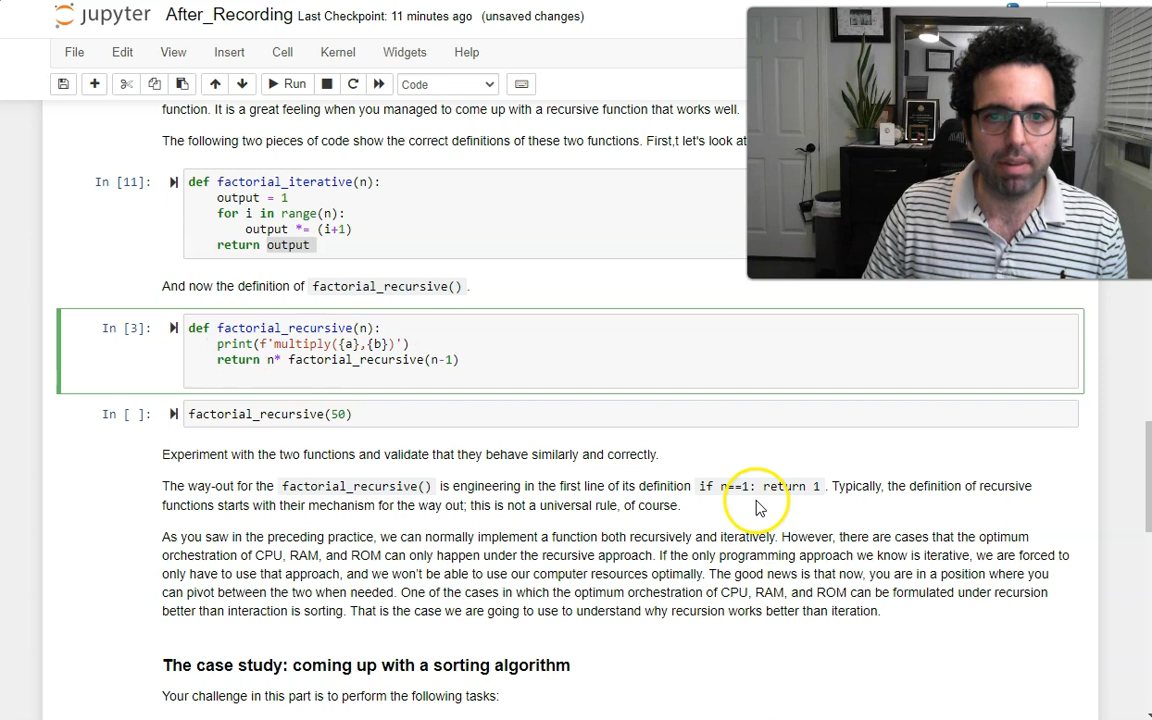 jupyter After_Recording Last Checkpoint: 11 minutes ago (unsaved changes)
File Edit View Insert Cell Kernel Widgets Help
Run Code
function. It is a great feeling when you managed to come up with a recursive function that works well.
The following two pieces of code show the correct definitions of these two functions. First,t let's look at
In [11]: def factorial_iterative(n):
output = 1
for i in range(n):
output *= (i+1)
return output
And now the definition of factorial_recursive() .
In [3]: def factorial_recursive(n):
print(f'multiply({a},{b})')
return n* factorial_recursive(n-1)
In [ ]: factorial_recursive(50)
Experiment with the two functions and validate that they behave similarly and correctly.
The way-out for the factorial_recursive() is engineering in the first line of its definition if n==1: return 1 . Typically, the definition of recursive
functions starts with their mechanism for the way out; this is not a universal rule, of course.
As you saw in the preceding practice, we can normally implement a function both recursively and iteratively. However, there are cases that the optimum
orchestration of CPU, RAM, and ROM can only happen under the recursive approach. If the only programming approach we know is iterative, we are forced to
only have to use that approach, and we won't be able to use our computer resources optimally. The good news is that now, you are in a position where you
can pivot between the two when needed. One of the cases in which the optimum orchestration of CPU, RAM, and ROM can be formulated under recursion
better than interaction is sorting. That is the case we are going to use to understand why recursion works better than iteration.
The case study: coming up with a sorting algorithm
Your challenge in this part is to perform the following tasks: